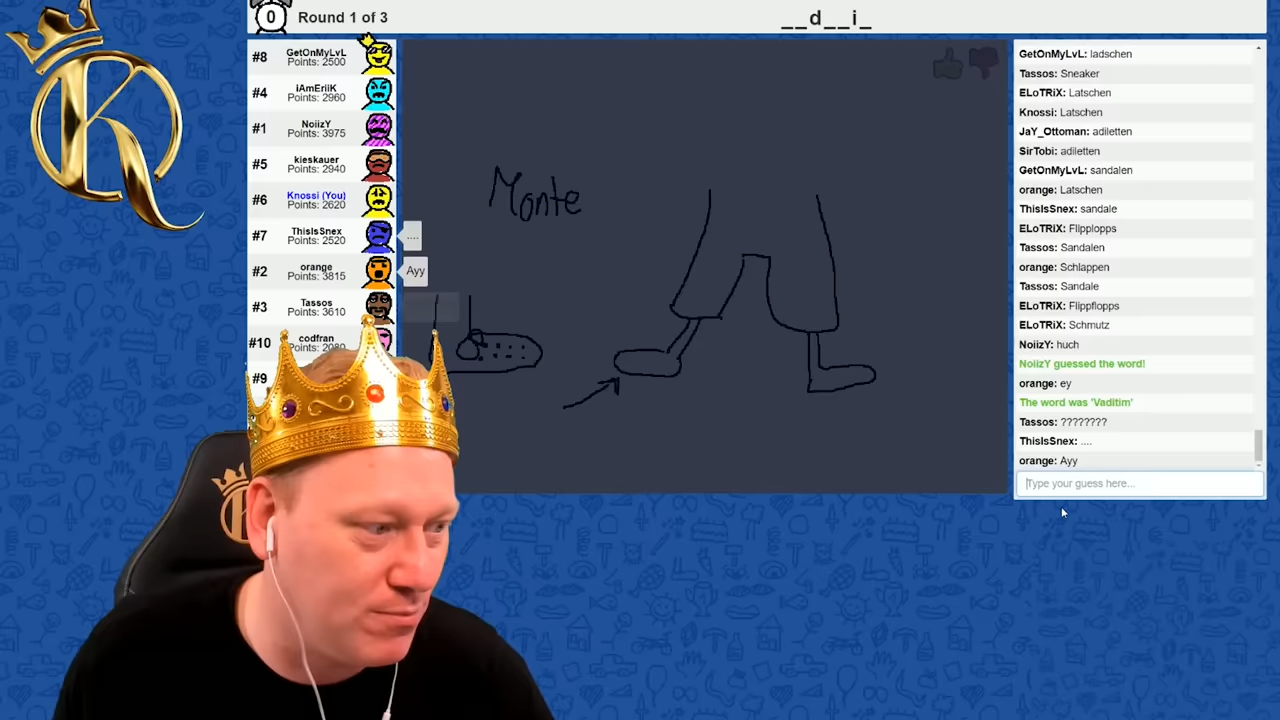 0
Round 1 of 3
__d__i_
#8
GetOnMyLvL
Points: 2500
#4
iAmEriiK
Points: 2960
#1
NoiizY
Points: 3975
#5
kieskauer
Points: 2940
#6
Knossi (You)
Points: 2620
#7
ThisIsSnex
Points: 2520
....
#2
orange
Points: 3815
Ayy
#3
Tassos
Points: 3610
#10
codfran
#9
Monte
GetOnMyLvL: ladschen
Tassos: Sneaker
ELoTRiX: Latschen
Knossi: Latschen
JaY_Ottoman: adiletten
SirTobi: adiletten
GetOnMyLvL: sandalen
orange: Latschen
ThisIsSnex: sandale
ELoTRiX: Flipplopps
Tassos: Sandalen
orange: Schlappen
Tassos: Sandale
ELoTRiX: Flippflopps
ELoTRiX: Schmutz
NoiizY: huch
NoiizY guessed the word!
orange: ey
The word was 'Vaditim'
Tassos: ????????
ThisIsSnex: ....
orange: Ayy
Type your guess here...